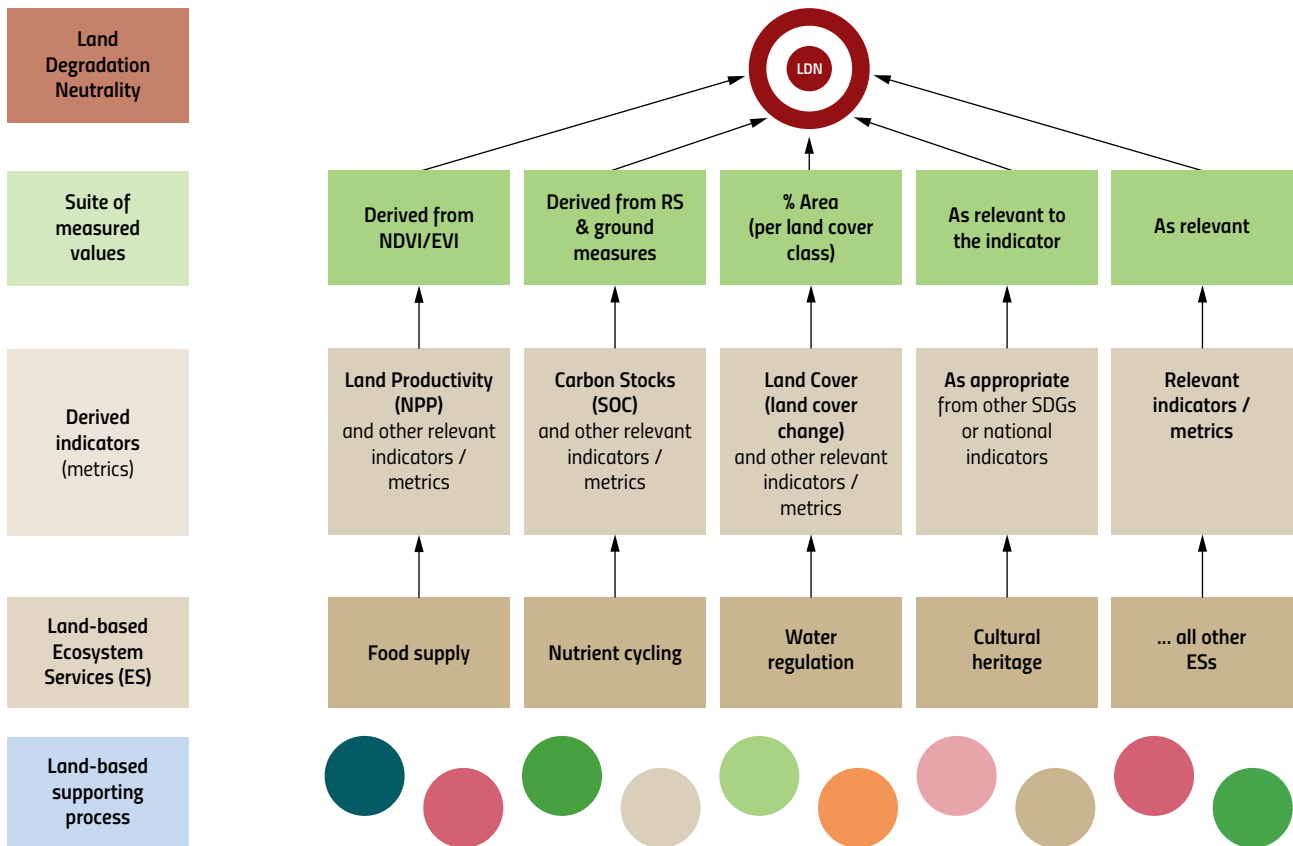 Land
Degradation
Neutrality
LDN
Suite of
measured
values
Derived from
NDVI/EVI
Derived from RS
& ground
measures
% Area
(per land cover
class)
As relevant to
the indicator
As relevant
Derived
indicators
(metrics)
Land Productivity
(NPP)
and other relevant
indicators /
metrics
Carbon Stocks
(SOC)
and other relevant
indicators /
metrics
Land Cover
(land cover
change)
and other relevant
indicators /
metrics
As appropriate
from other SDGs
or national
indicators
Relevant
indicators /
metrics
Land-based
Ecosystem
Services (ES)
Food supply
Nutrient cycling
Water
regulation
Cultural
heritage
... all other
ESs
Land-based
supporting
process